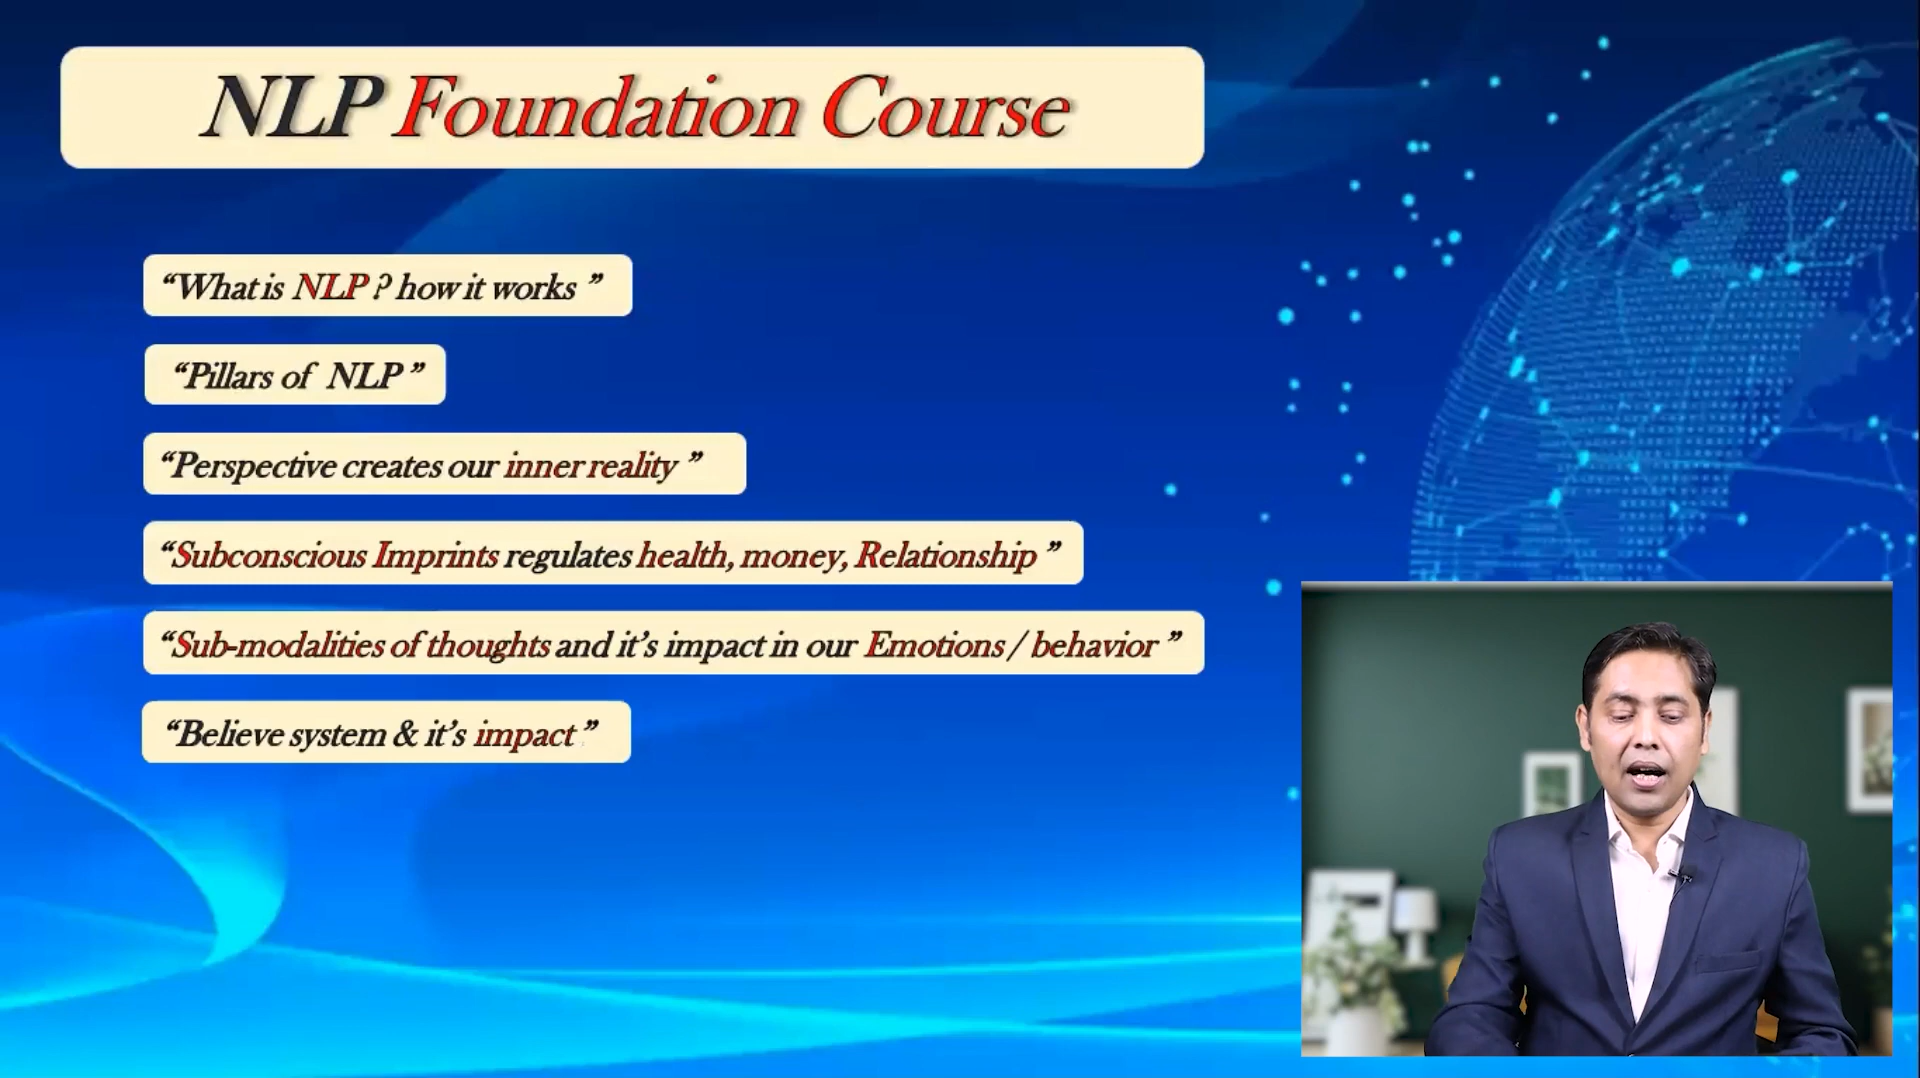 NLP Foundation Course
“What is NLP ? how it works ”
“Pillars of NLP ”
“Perspective creates our inner reality ”
“Subconscious Imprints regulates health, money, Relationship ”
“Sub-modalities of thoughts and it’s impact in our Emotions / behavior ”
“Believe system & it’s impact ”